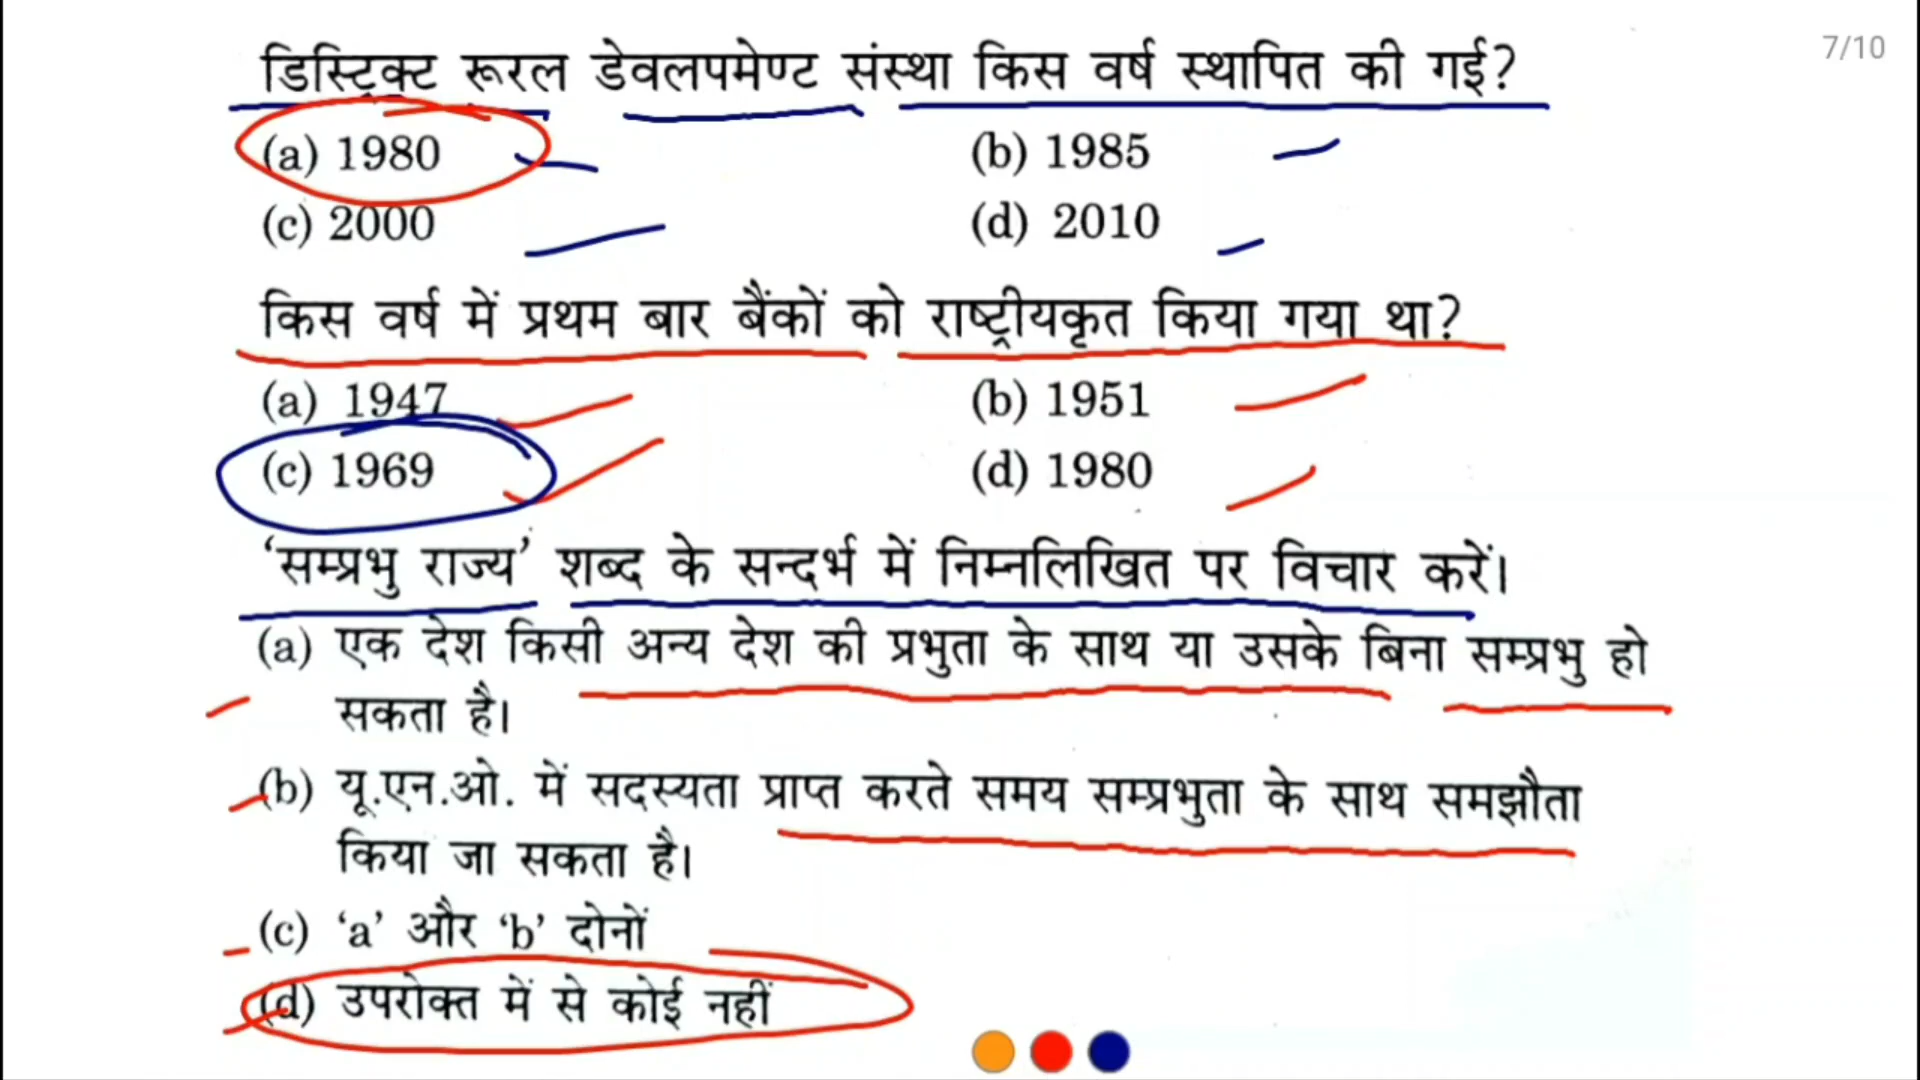 7/10
डिस्ट्रिक्ट रूरल डेवलपमेण्ट संस्था किस वर्ष स्थापित की गई?
(a) 1980 (b) 1985
(c) 2000 (d) 2010
किस वर्ष में प्रथम बार बैंकों को राष्ट्रीयकृत किया गया था?
(a) 1947 (b) 1951
(c) 1969 (d) 1980
‘सम्प्रभु राज्य’ शब्द के सन्दर्भ में निम्नलिखित पर विचार करें।
(a) एक देश किसी अन्य देश की प्रभुता के साथ या उसके बिना सम्प्रभु हो
सकता है।
(b) यू.एन.ओ. में सदस्यता प्राप्त करते समय सम्प्रभुता के साथ समझौता
किया जा सकता है।
(c) ‘a’ और ‘b’ दोनों
(d) उपरोक्त में से कोई नहीं